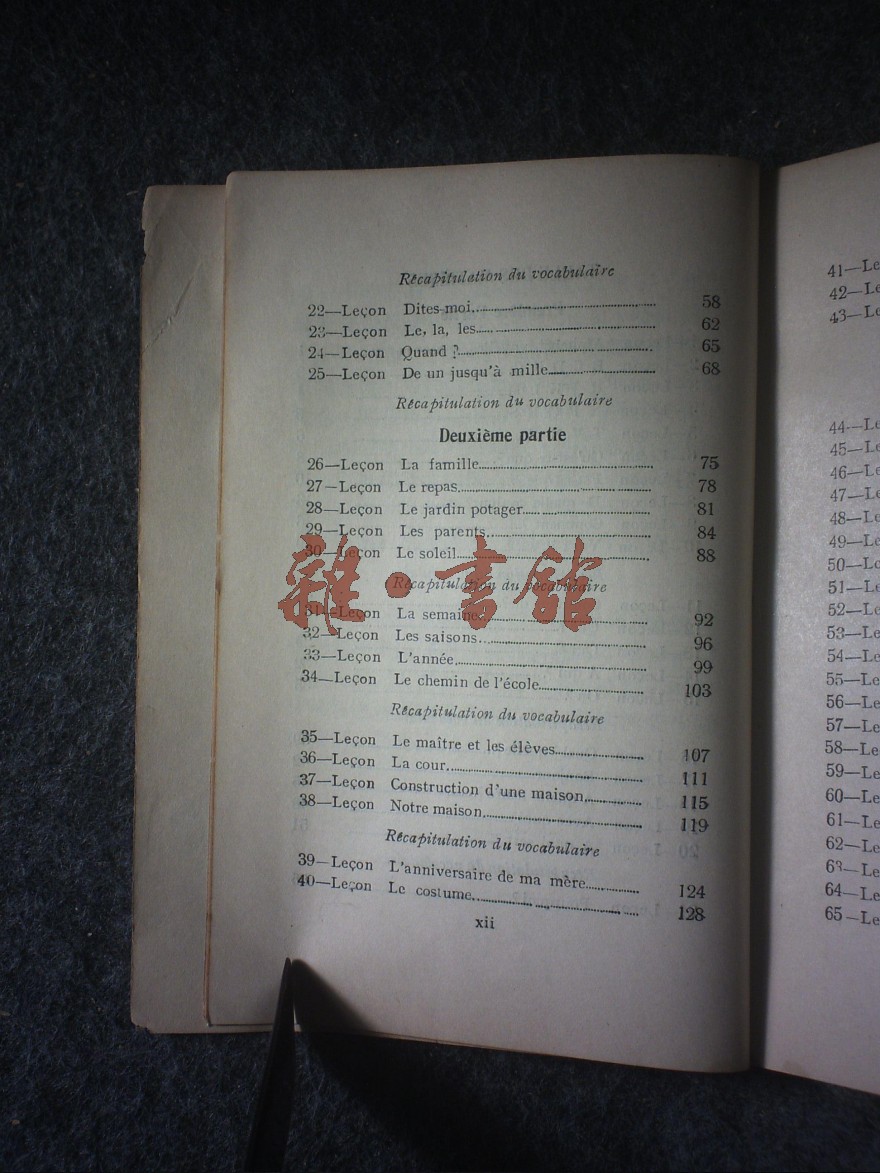 Récapitulation du vocabulaire
22—Leçon Dites-moi 58
23—Leçon Le, la, les 62
24—Leçon Quand ? 65
25—Leçon De un jusqu'à mille 68
Récapitulation du vocabulaire
Deuxième partie
26—Leçon La famille 75
27—Leçon Le repas 78
28—Leçon Le jardin potager 81
29—Leçon Les parents 84
30—Leçon Le soleil 88
Récapitulation du vocabulaire
雜·書館
31—Leçon La semaine 92
32—Leçon Les saisons 96
33—Leçon L'année 99
34—Leçon Le chemin de l'école 103
Récapitulation du vocabulaire
35—Leçon Le maître et les élèves 107
36—Leçon La cour 111
37—Leçon Construction d'une maison 115
38—Leçon Notre maison 119
Récapitulation du vocabulaire
39—Leçon L'anniversaire de ma mère 124
40—Leçon Le costume 128
xii
41—Le
42—Le
43—Le
44—Le
45—Le
46—Le
47—Le
48—Le
49—Le
50—Le
51—Le
52—Le
53—Le
54—Le
55—Le
56—Le
57—Le
58—Le
59—Le
60—Le
61—Le
62—Le
63—Le
64—Le
65—Le